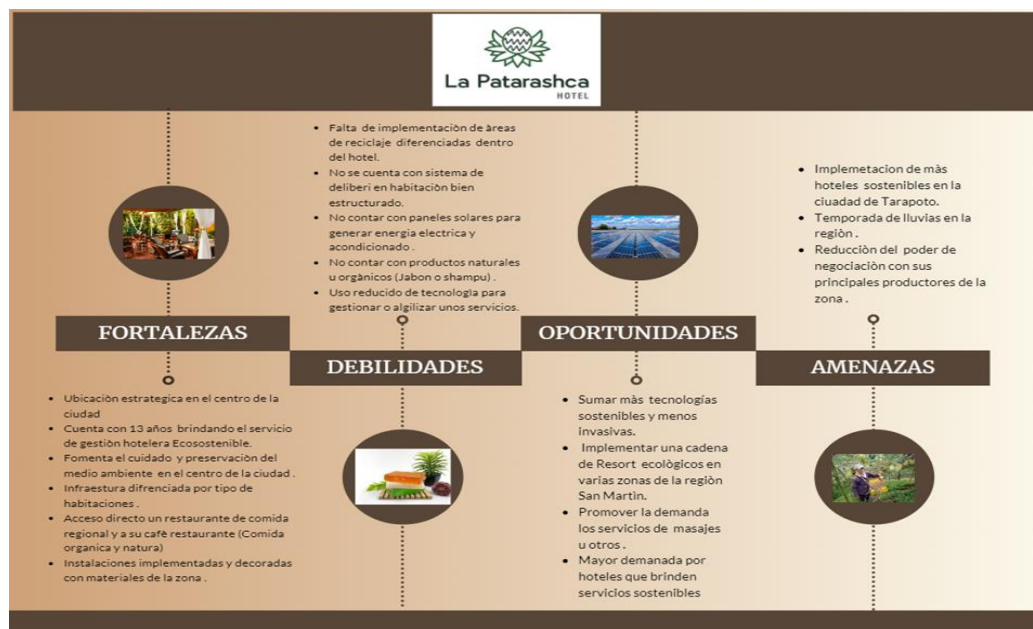 La Patarashca
HOTEL
FORTALEZAS
• Ubicaciòn estrategica en el centro de la
ciudad
• Cuenta con 13 años brindando el servicio
de gestiòn hotelera Ecosostenible.
• Fomenta el cuidado y preservaciòn del
medio ambiente en el centro de la ciudad .
• Infraestura difrenciada por tipo de
habitaciones .
• Acceso directo un restaurante de comida
regional y a su cafè restaurante (Comida
organica y natura)
• Instalaciones implementadas y decoradas
con materiales de la zona .
• Falta de implementaciòn de àreas
de reciclaje diferenciadas dentro
del hotel.
• No se cuenta con sistema de
deliberi en habitaciòn bien
estructurado.
• No contar con paneles solares para
generar energia electrica y
acondicionado .
• No contar con productos naturales
u orgànicos (Jabon o shampu) .
• Uso reducido de tecnologìa para
gestionar o algilizar unos servicios.
DEBILIDADES
OPORTUNIDADES
• Sumar màs tecnologías
sostenibles y menos
invasivas.
• Implementar una cadena
de Resort ecològicos en
varias zonas de la regiòn
San Martìn.
• Promover la demanda
los servicios de masajes
u otros .
• Mayor demanada por
hoteles que brinden
servicios sostenibles
• Implemetacion de màs
hoteles sostenibles en la
ciuadad de Tarapoto.
• Temporada de lluvias en la
regiòn .
• Reducciòn del poder de
negociaciòn con sus
principales productores de la
zona .
AMENAZAS